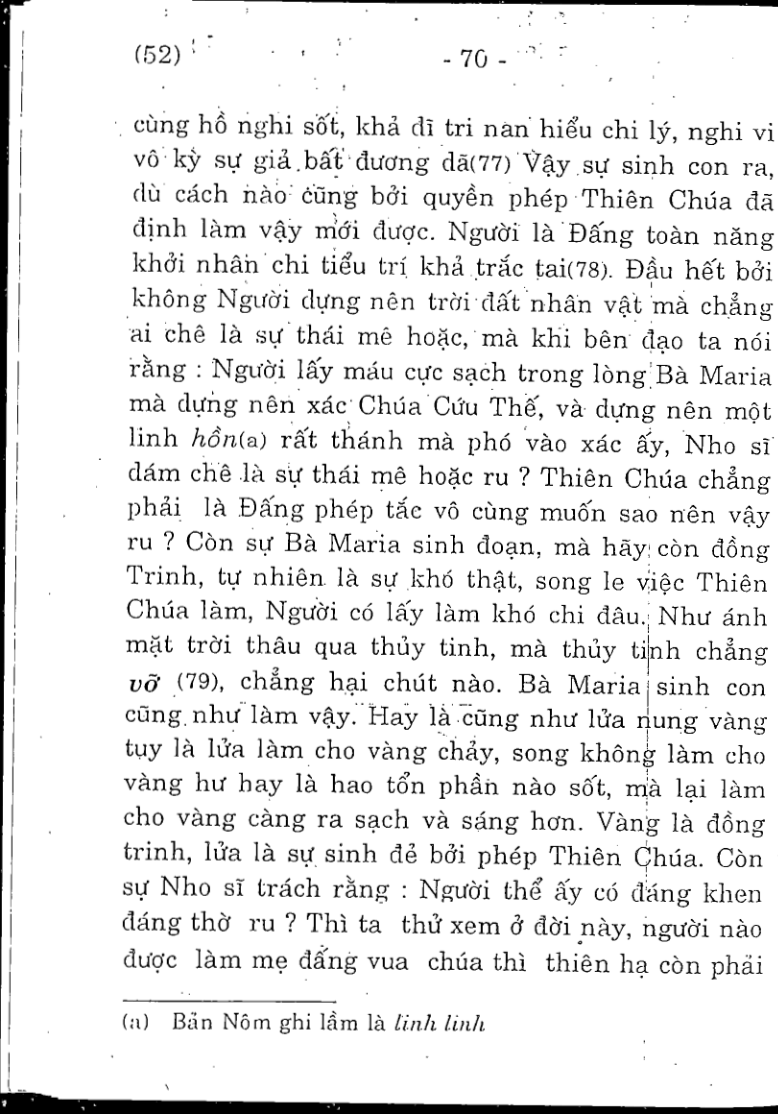 (52) - 70 -
cùng hồ nghi sốt, khả dĩ tri nan hiểu chi lý, nghi vi
vô kỳ sự giả bất đương dã(77) Vậy sự sinh con ra,
dù cách nào cũng bởi quyền phép Thiên Chúa đã
định làm vậy mới được. Người là Đấng toàn năng
khởi nhân chi tiểu trí khả trắc tai(78). Đầu hết bởi
không Người dựng nên trời đất nhân vật mà chẳng
ai chê là sự thái mê hoặc, mà khi bên đạo ta nói
rằng : Người lấy máu cực sạch trong lòng Bà Maria
mà dựng nên xác Chúa Cứu Thế, và dựng nên một
linh hồn(a) rất thánh mà phó vào xác ấy, Nho sĩ
dám chê là sự thái mê hoặc ru ? Thiên Chúa chẳng
phải là Đấng phép tắc vô cùng muốn sao nên vậy
ru ? Còn sự Bà Maria sinh đoạn, mà hãy còn đồng
Trinh, tự nhiên là sự khó thật, song le việc Thiên
Chúa làm, Người có lấy làm khó chi đâu. Như ánh
mặt trời thâu qua thủy tinh, mà thủy tinh chẳng
vỡ (79), chẳng hại chút nào. Bà Maria sinh con
cũng như làm vậy. Hay là cũng như lửa nung vàng
tuy là lửa làm cho vàng chảy, song không làm cho
vàng hư hay là hao tổn phần nào sốt, mà lại làm
cho vàng càng ra sạch và sáng hơn. Vàng là đồng
trinh, lửa là sự sinh đẻ bởi phép Thiên Chúa. Còn
sự Nho sĩ trách rằng : Người thể ấy có đáng khen
đáng thờ ru ? Thì ta thử xem ở đời này, người nào
được làm mẹ đấng vua chúa thì thiên hạ còn phải
(a) Bản Nôm ghi lầm là linh linh